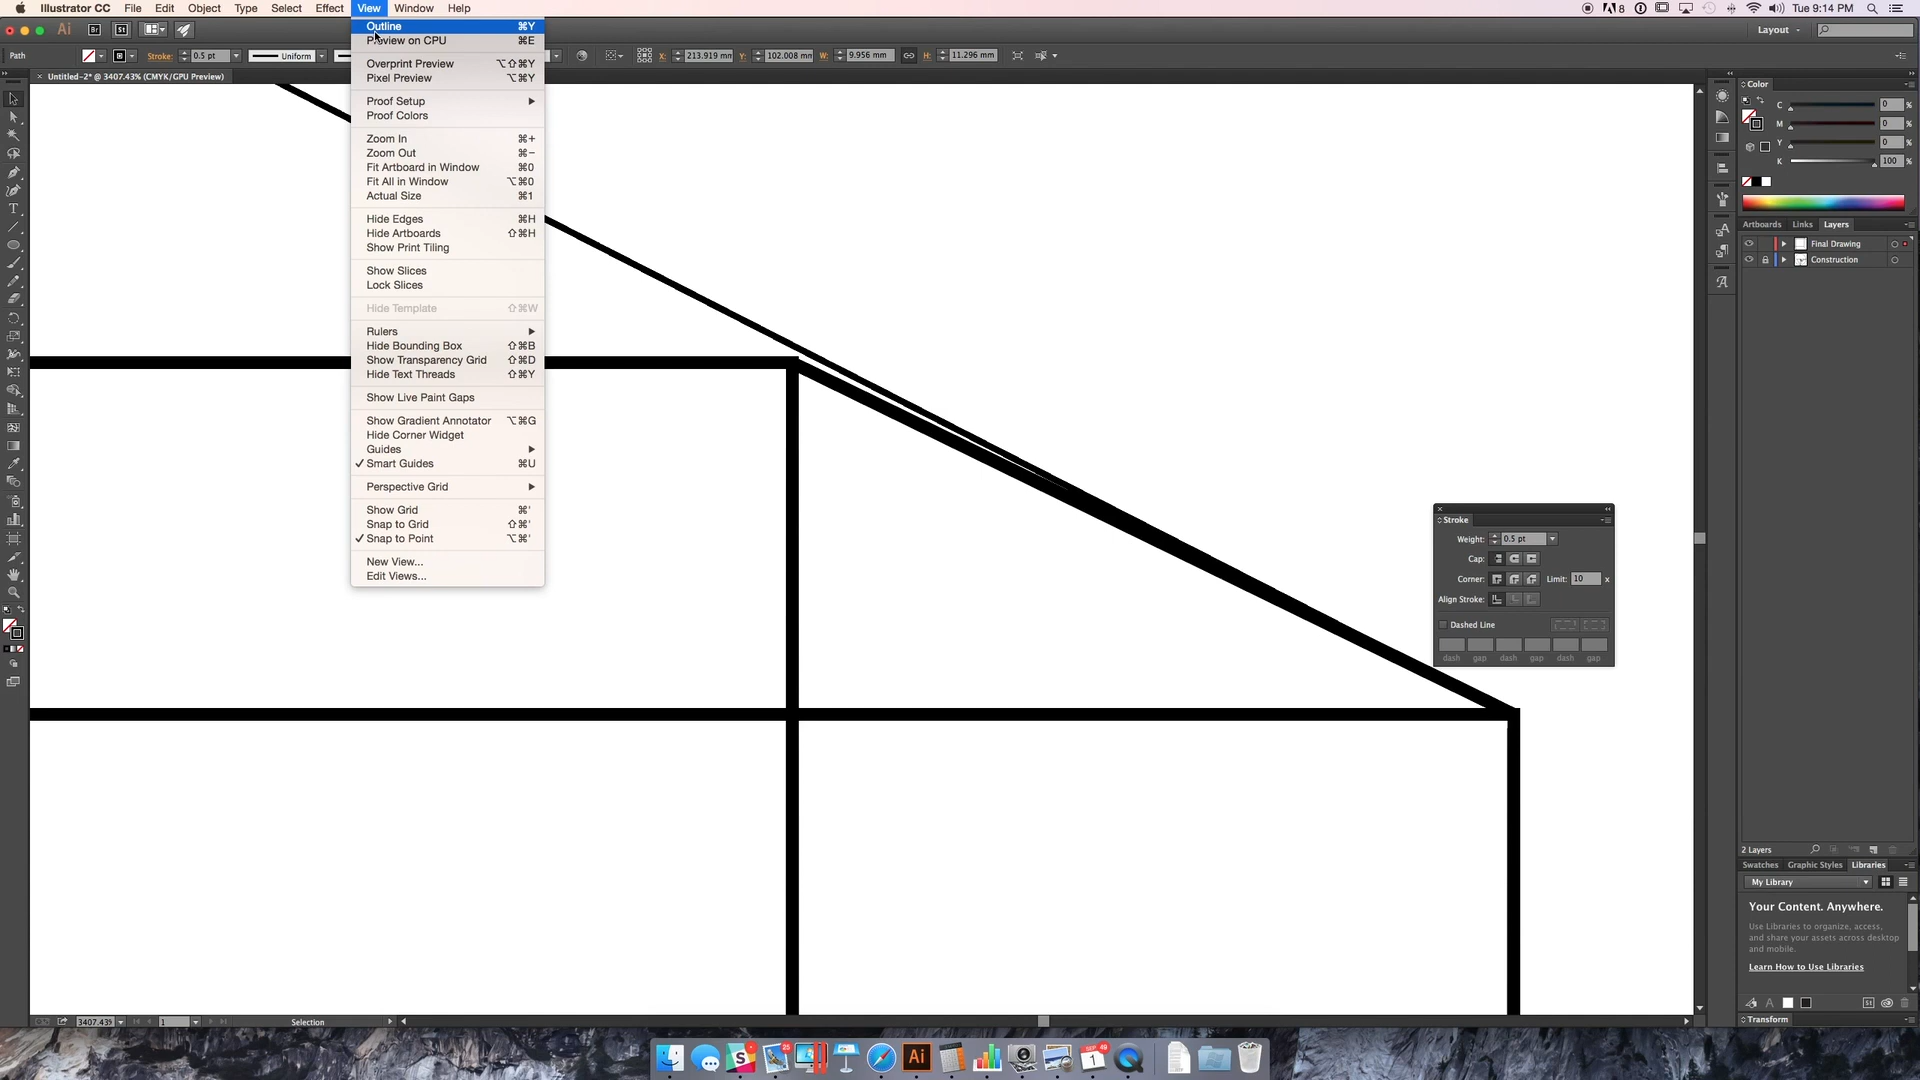 Illustrator CC File Edit Object Type Select Effect View Window Help
8 Tue 9:14 PM
Ai Br St Layout
Path Stroke: 0.5 pt Uniform X: 213.919 mm Y: 102.008 mm W: 9.956 mm H: 11.296 mm
× Untitled-2* @ 3407.43% (CMYK/GPU Preview)
Outline ⌘Y
Preview on CPU ⌘E
Overprint Preview ⌥⇧⌘Y
Pixel Preview ⌥⌘Y
Proof Setup
Proof Colors
Zoom In ⌘+
Zoom Out ⌘−
Fit Artboard in Window ⌘0
Fit All in Window ⌥⌘0
Actual Size ⌘1
Hide Edges ⌘H
Hide Artboards ⇧⌘H
Show Print Tiling
Show Slices
Lock Slices
Hide Template ⇧⌘W
Rulers
Hide Bounding Box ⇧⌘B
Show Transparency Grid ⇧⌘D
Hide Text Threads ⇧⌘Y
Show Live Paint Gaps
Show Gradient Annotator ⌥⌘G
Hide Corner Widget
Guides
✓ Smart Guides ⌘U
Perspective Grid
Show Grid ⌘'
Snap to Grid ⇧⌘'
✓ Snap to Point ⌥⌘'
New View...
Edit Views...
Stroke
Weight: 0.5 pt
Cap:
Corner: Limit: 10 x
Align Stroke:
Dashed Line
dash gap dash gap dash gap
Color
C 0 %
M 0 %
Y 0 %
K 100 %
Artboards Links Layers
Final Drawing
Construction
2 Layers
Swatches Graphic Styles Libraries
My Library
Your Content. Anywhere.
Use Libraries to organize, access,
and share your assets across desktop
and mobile.
Learn How to Use Libraries
Transform
1 Selection
Ai